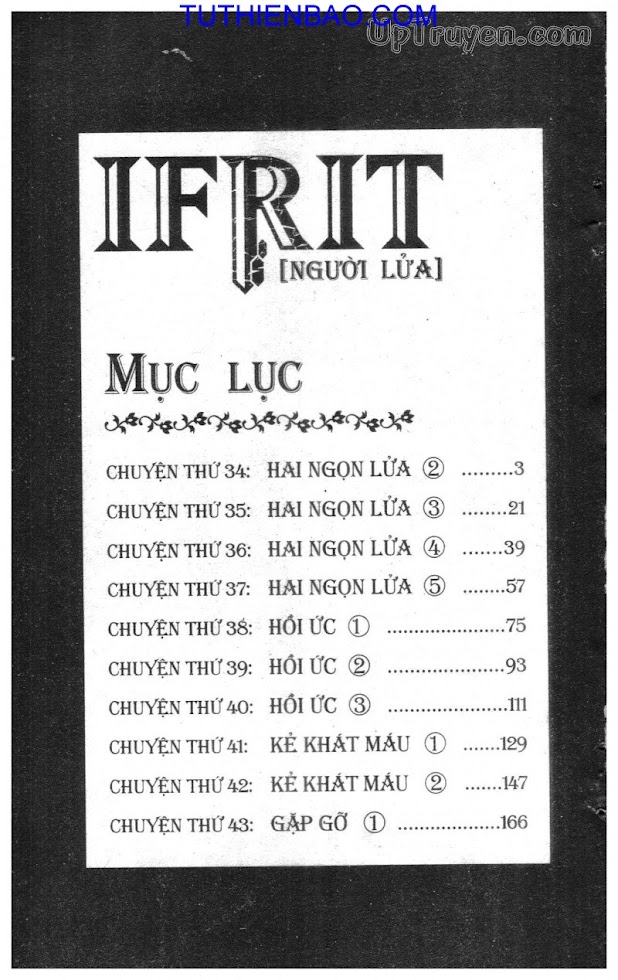 TUTHIENBAO.COM
UpTruyen.com
IFRIT
[NGƯỜI LỬA]
MỤC LỤC
CHUYỆN THỨ 34: HAI NGỌN LỬA ② .........3
CHUYỆN THỨ 35: HAI NGỌN LỬA ③ ........21
CHUYỆN THỨ 36: HAI NGỌN LỬA ④ .......39
CHUYỆN THỨ 37: HAI NGỌN LỬA ⑤ ........57
CHUYỆN THỨ 38: HỒI ỨC ① ......................75
CHUYỆN THỨ 39: HỒI ỨC ② ......................93
CHUYỆN THỨ 40: HỒI ỨC ③ ......................111
CHUYỆN THỨ 41: KẺ KHÁT MÁU ① .......129
CHUYỆN THỨ 42: KẺ KHÁT MÁU ② .......147
CHUYỆN THỨ 43: GẶP GỠ ① ...................166